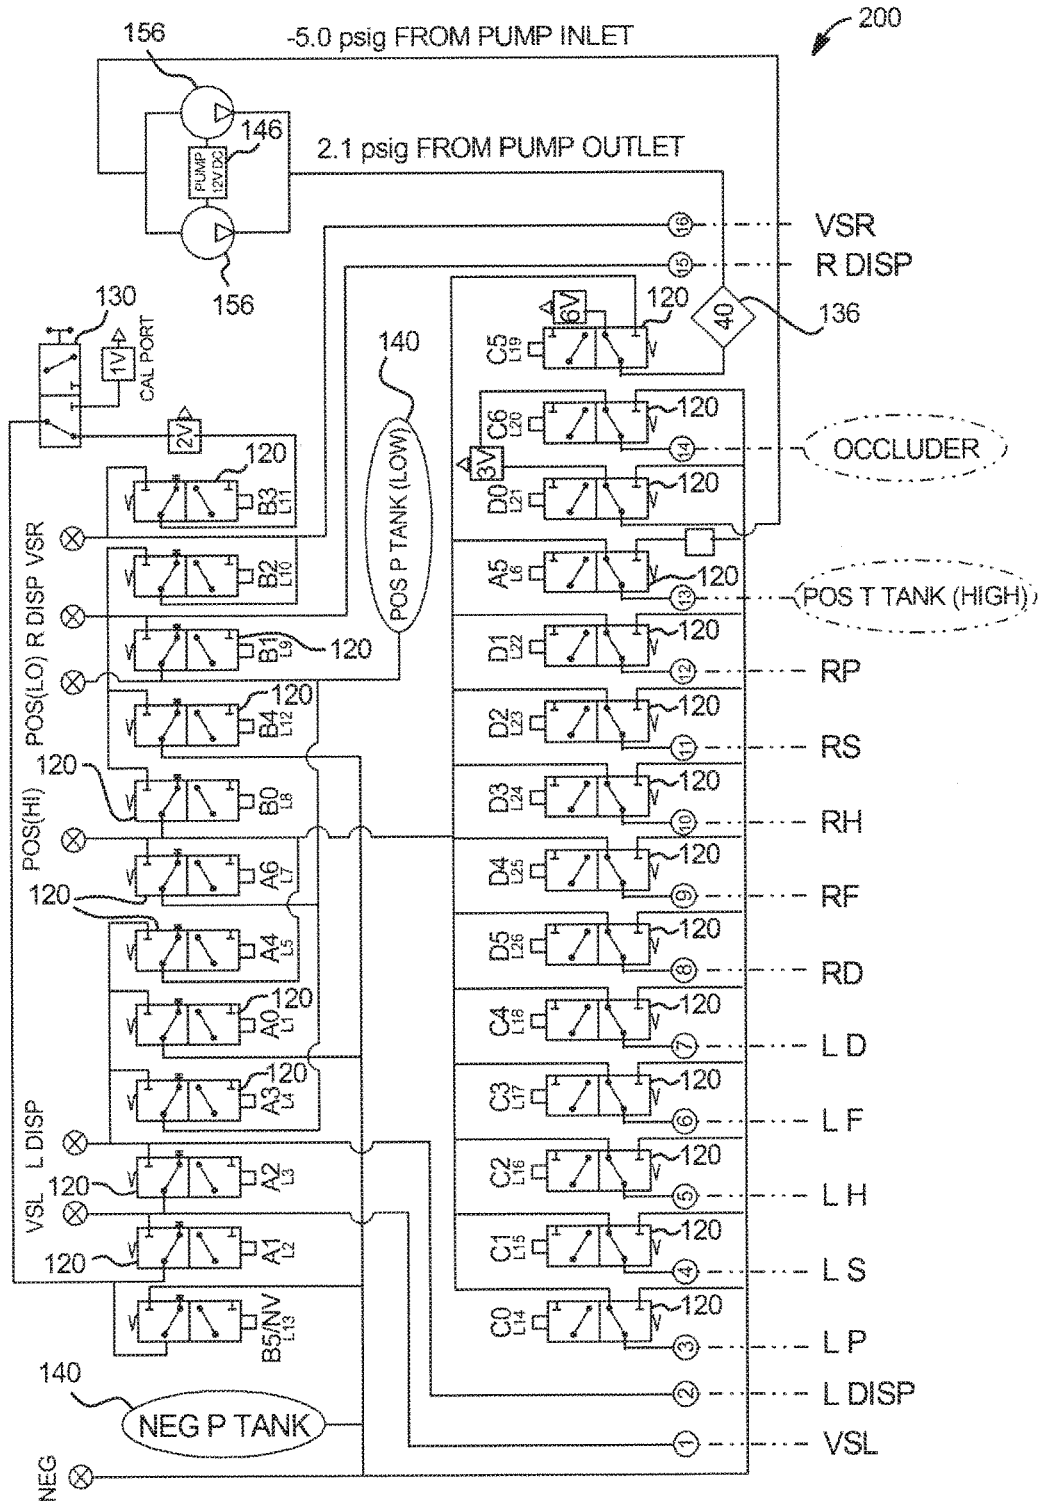 200
156
-5.0 psig FROM PUMP INLET
146
PUMP
12V.DC
2.1 psig FROM PUMP OUTLET
156
16
VSR
15
R DISP
130
1V
CAL PORT
2V
140
POS P TANK (LOW)
6V
C5
L19
120
40
136
C6
L20
120
14
OCCLUDER
3V
D0
L21
120
A5
L6
120
13
POS T TANK (HIGH)
D1
L22
120
12
RP
D2
L23
120
11
RS
D3
L24
120
10
RH
D4
L25
120
9
RF
D5
L26
120
8
RD
C4
L18
120
7
L D
C3
L17
120
6
L F
C2
L16
120
5
L H
C1
L15
120
4
L S
C0
L14
120
3
L P
2
L DISP
1
VSL
VSR
120
B3
L11
R DISP
B2
L10
POS(LO)
B1
L9
120
120
B4
L12
120
B0
L8
POS(HI)
A6
L7
120
A4
L5
120
A0
L1
120
A3
L4
L DISP
120
A2
L3
VSL
120
A1
L2
B5/NV
L13
140
NEG P TANK
NEG